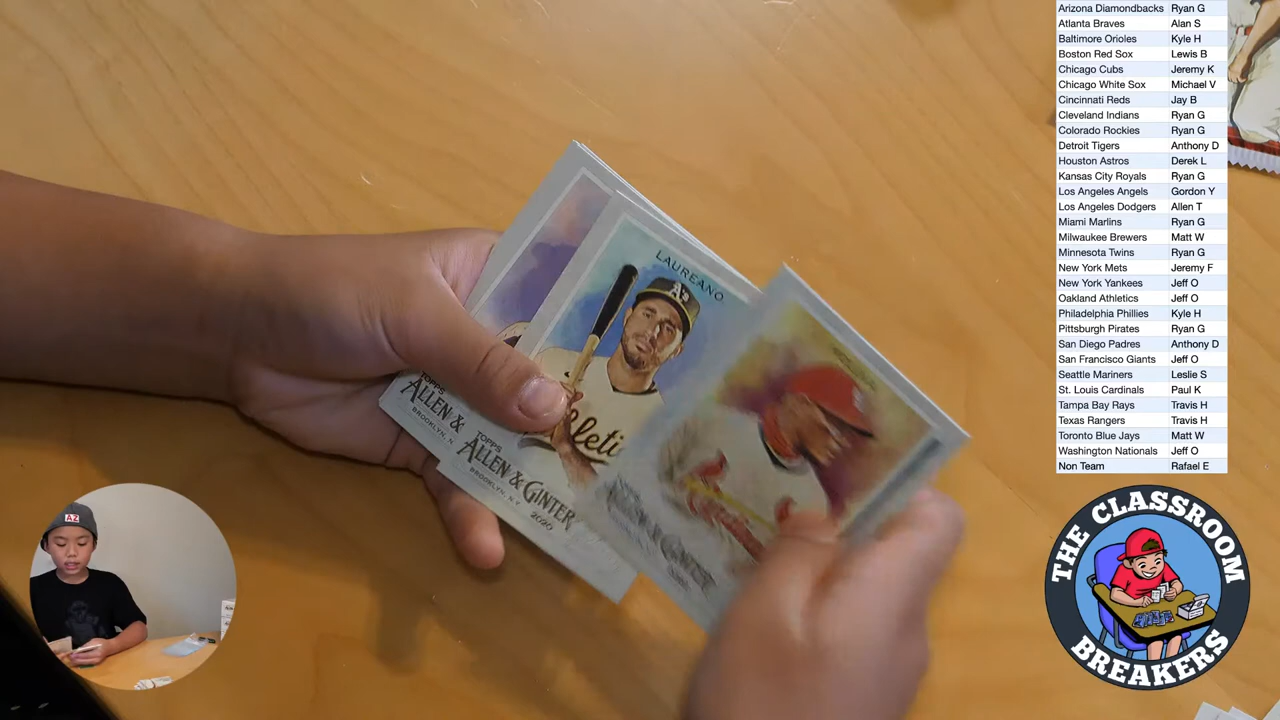 Arizona Diamondbacks Ryan G
Atlanta Braves Alan S
Baltimore Orioles Kyle H
Boston Red Sox Lewis B
Chicago Cubs Jeremy K
Chicago White Sox Michael V
Cincinnati Reds Jay B
Cleveland Indians Ryan G
Colorado Rockies Ryan G
Detroit Tigers Anthony D
Houston Astros Derek L
Kansas City Royals Ryan G
Los Angeles Angels Gordon Y
Los Angeles Dodgers Allen T
Miami Marlins Ryan G
Milwaukee Brewers Matt W
Minnesota Twins Ryan G
New York Mets Jeremy F
New York Yankees Jeff O
Oakland Athletics Jeff O
Philadelphia Phillies Kyle H
Pittsburgh Pirates Ryan G
San Diego Padres Anthony D
San Francisco Giants Jeff O
Seattle Mariners Leslie S
St. Louis Cardinals Paul K
Tampa Bay Rays Travis H
Texas Rangers Travis H
Toronto Blue Jays Matt W
Washington Nationals Jeff O
Non Team Rafael E
LAUREANO
A's
leti
TOPPS
ALLEN &
BROOKLYN, N
TOPPS
ALLEN & GINTER
BROOKLYN, N.Y.
2020
AZ
THE CLASSROOM
BREAKERS